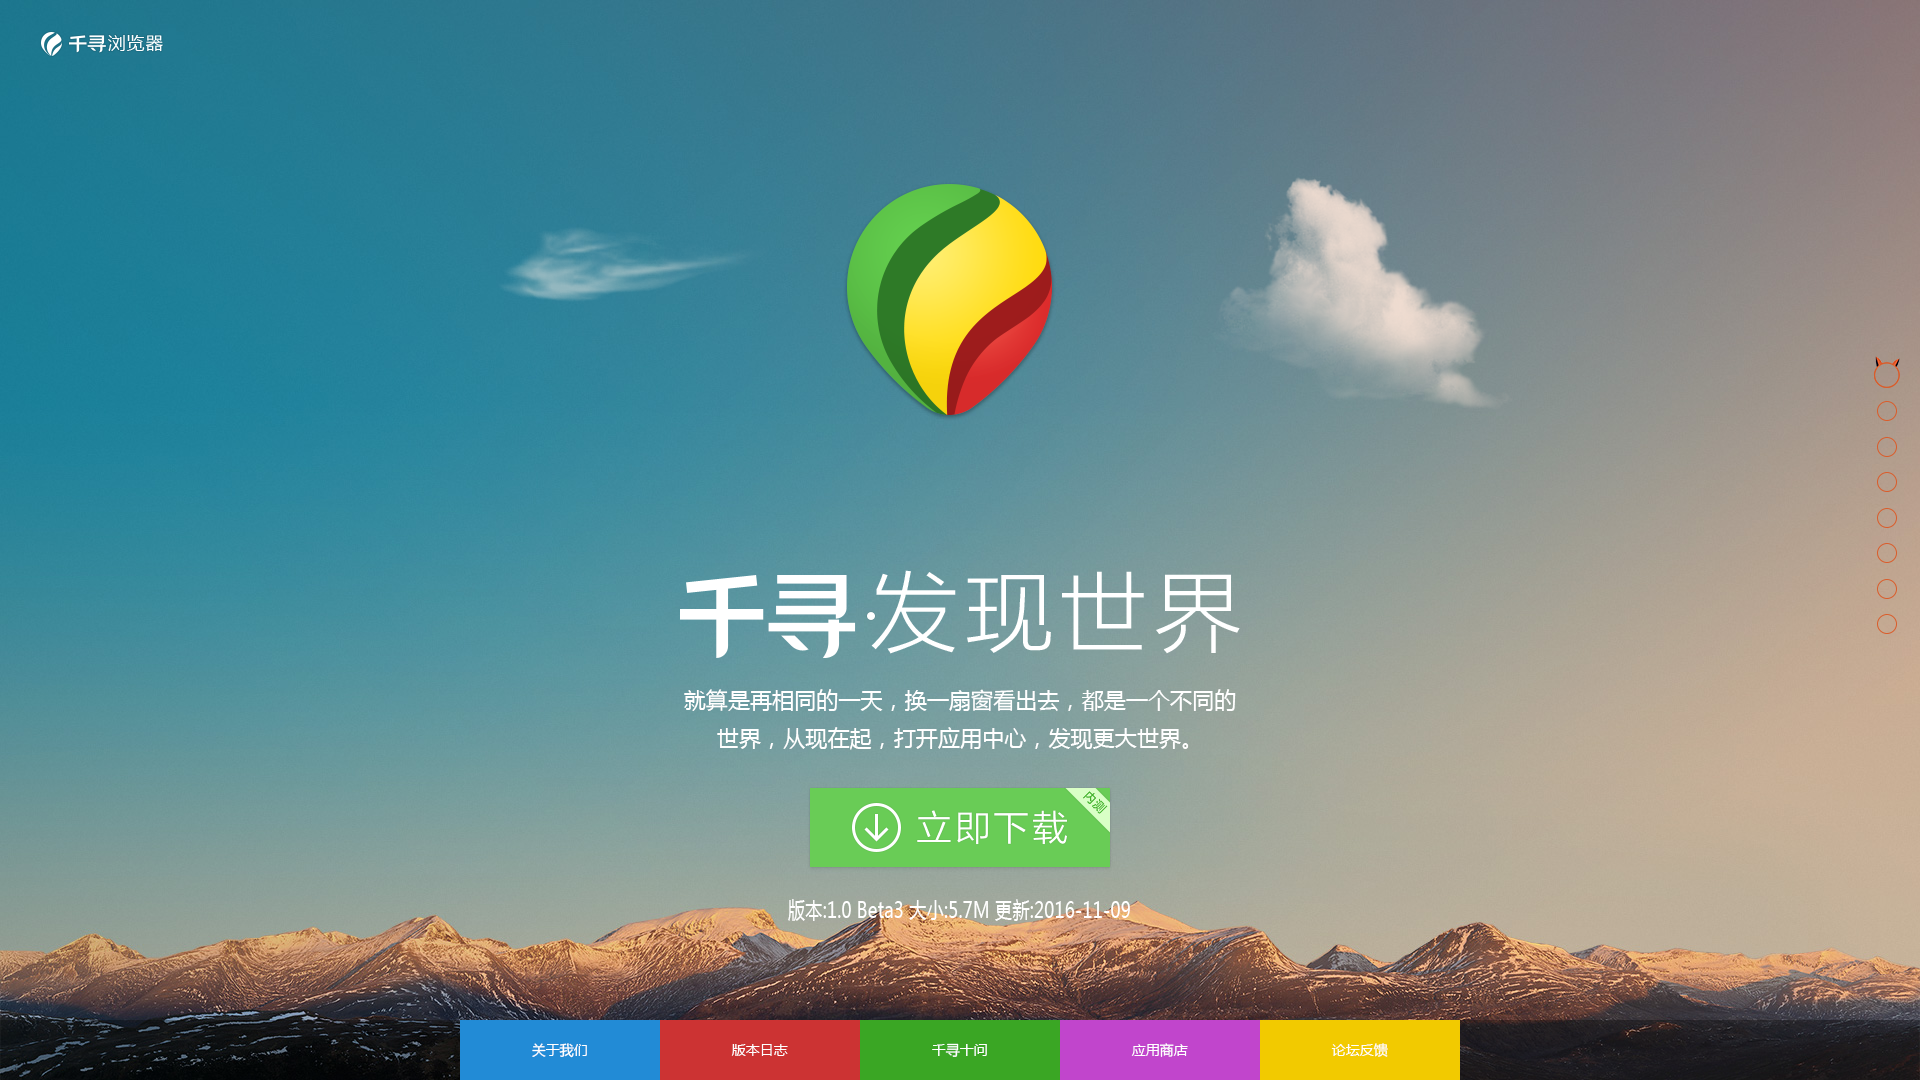 千寻浏览器
千寻·发现世界
就算是再相同的一天，换一扇窗看出去，都是一个不同的
世界，从现在起，打开应用中心，发现更大世界。
立即下载
内测
版本:1.0 Beta3 大小:5.7M 更新:2016-11-09
关于我们
版本日志
千寻十问
应用商店
论坛反馈